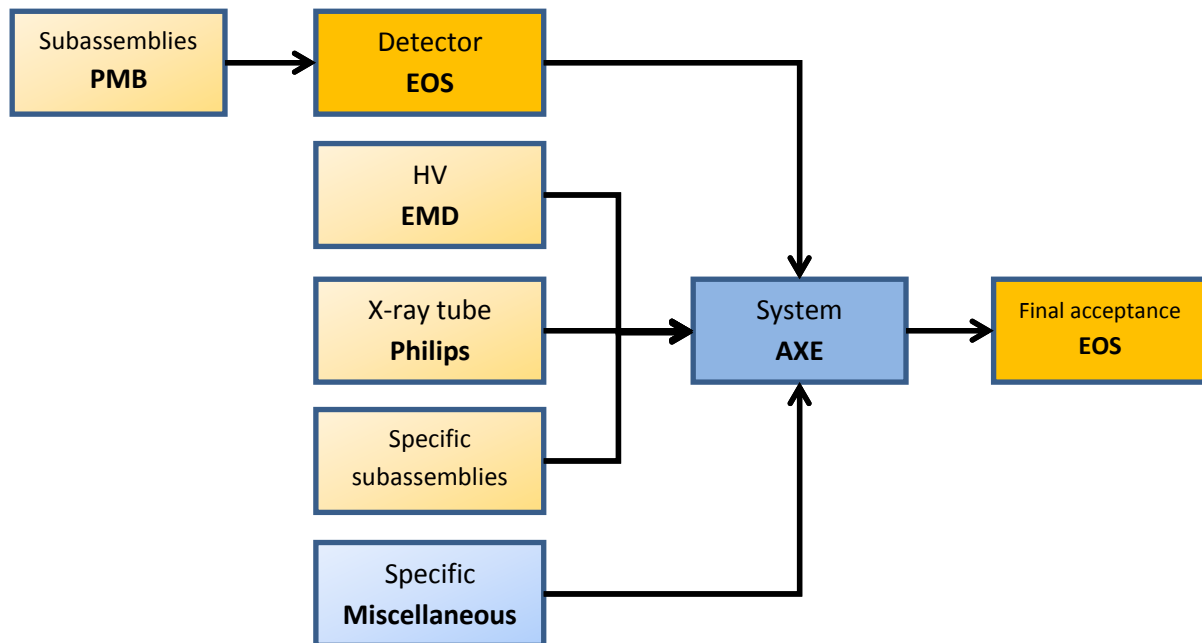 Subassemblies
PMB
Detector
EOS
HV
EMD
X-ray tube
Philips
System
AXE
Final acceptance
EOS
Specific
subassemblies
Specific
Miscellaneous